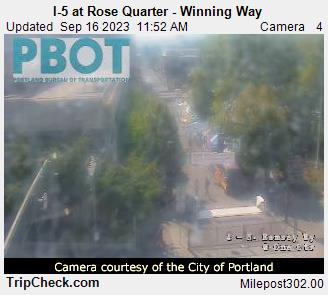 I-5 at Rose Quarter - Winning Way
Updated Sep 16 2023 11:52 AM Camera 4
PBOT
PORTLAND BUREAU OF TRANSPORTATION
Camera courtesy of the City of Portland
TripCheck.com Milepost302.00